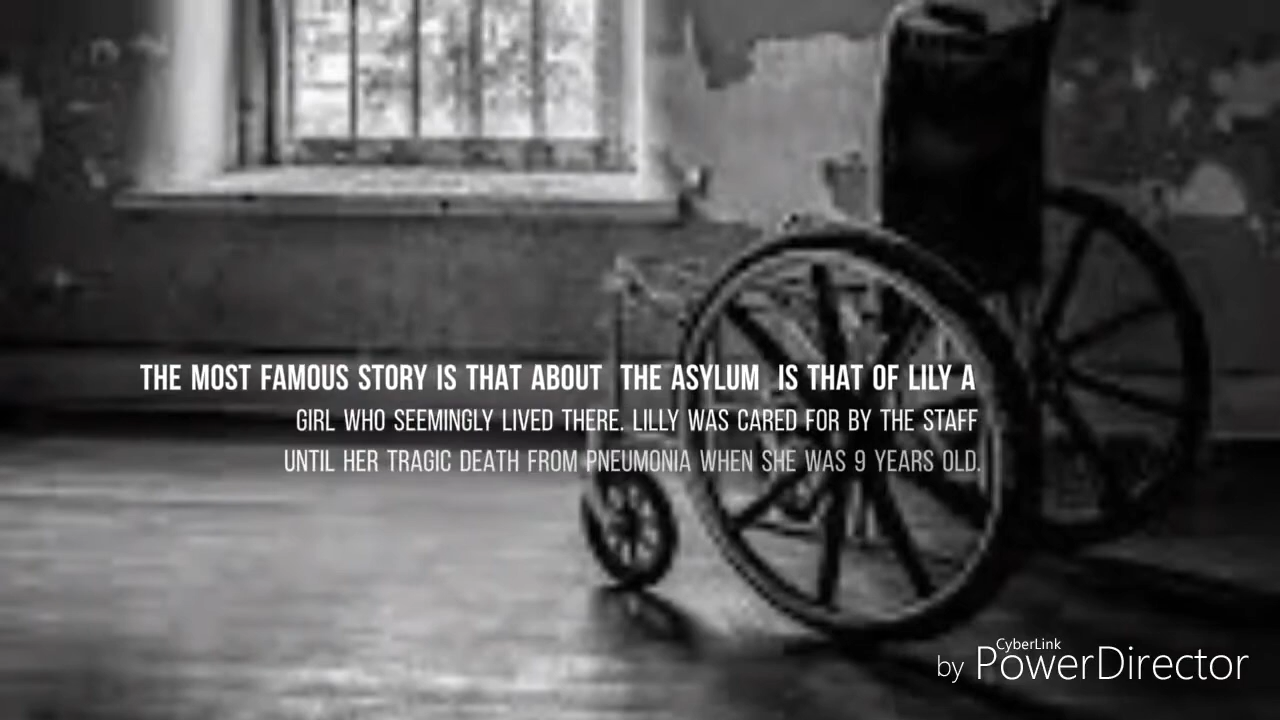 THE MOST FAMOUS STORY IS THAT ABOUT THE ASYLUM IS THAT OF LILY A
GIRL WHO SEEMINGLY LIVED THERE. LILLY WAS CARED FOR BY THE STAFF
UNTIL HER TRAGIC DEATH FROM PNEUMONIA WHEN SHE WAS 9 YEARS OLD.
CyberLink
by PowerDirector